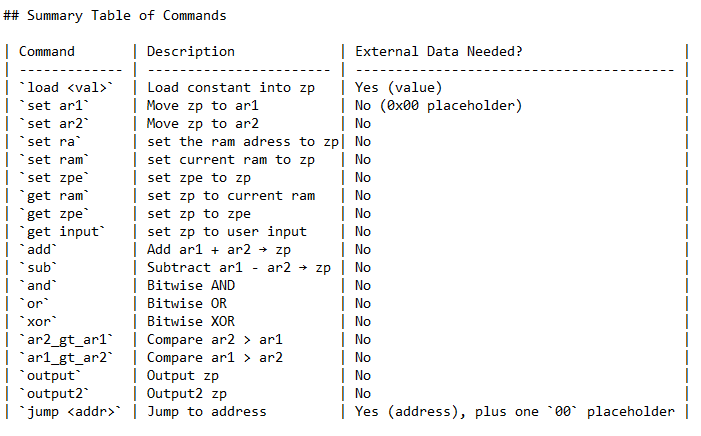 ## Summary Table of Commands
| Command | Description | External Data Needed? |
| ------------- | ----------------------- | ---------------------------------------- |
| `load <val>` | Load constant into zp | Yes (value) |
| `set ar1` | Move zp to ar1 | No (0x00 placeholder) |
| `set ar2` | Move zp to ar2 | No |
| `set ra` | set the ram adress to zp| No |
| `set ram` | set current ram to zp | No |
| `set zpe` | set zpe to zp | No |
| `get ram` | set zp to current ram | No |
| `get zpe` | set zp to zpe | No |
| `get input` | set zp to user input | No |
| `add` | Add ar1 + ar2 → zp | No |
| `sub` | Subtract ar1 - ar2 → zp | No |
| `and` | Bitwise AND | No |
| `or` | Bitwise OR | No |
| `xor` | Bitwise XOR | No |
| `ar2_gt_ar1` | Compare ar2 > ar1 | No |
| `ar1_gt_ar2` | Compare ar1 > ar2 | No |
| `output` | Output zp | No |
| `output2` | Output2 zp | No |
| `jump <addr>` | Jump to address | Yes (address), plus one `00` placeholder |